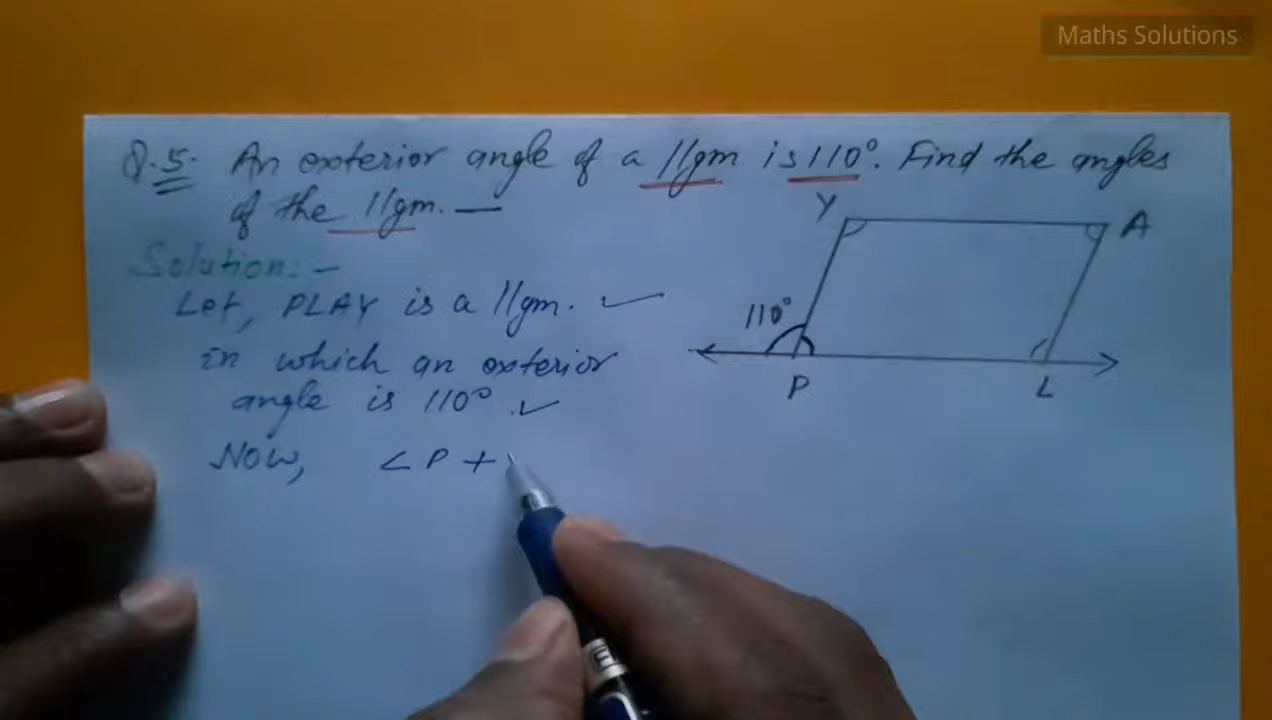 Maths Solutions
Q.5. An exterior angle of a ||gm is 110°. Find the angles
of the ||gm.
Solution:-
Let, PLAY is a ||gm.
in which an exterior
angle is 110°.
Now, ∠P +
Y
A
110°
P
L